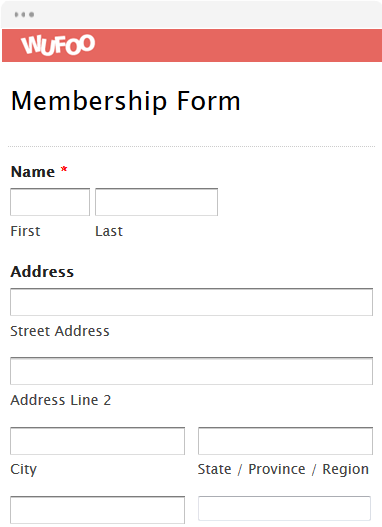 WUFOO
Membership Form
Name *
First Last
Address
Street Address
Address Line 2
City State / Province / Region